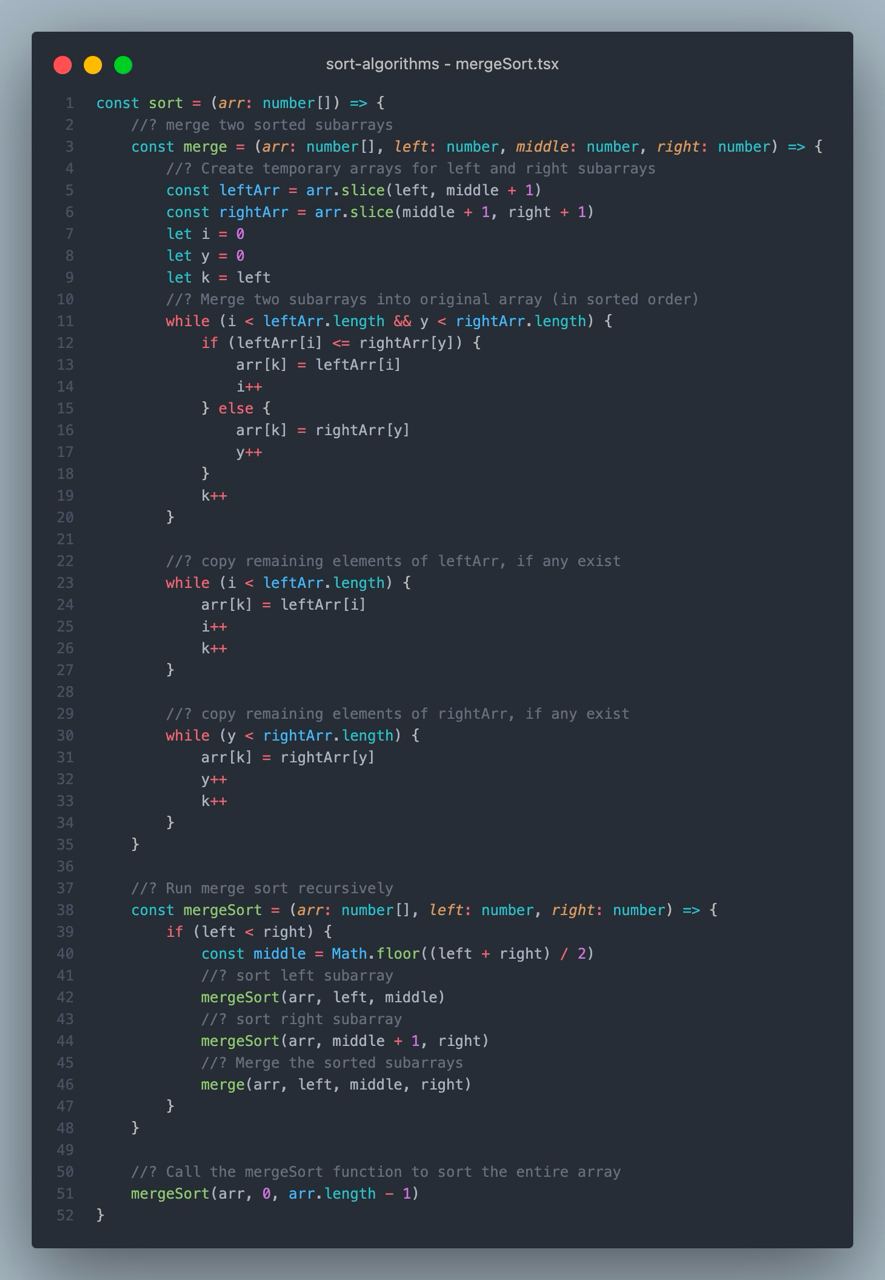 sort-algorithms - mergeSort.tsx
1 const sort = (arr: number[]) => {
2 //? merge two sorted subarrays
3 const merge = (arr: number[], left: number, middle: number, right: number) => {
4 //? Create temporary arrays for left and right subarrays
5 const leftArr = arr.slice(left, middle + 1)
6 const rightArr = arr.slice(middle + 1, right + 1)
7 let i = 0
8 let y = 0
9 let k = left
10 //? Merge two subarrays into original array (in sorted order)
11 while (i < leftArr.length && y < rightArr.length) {
12 if (leftArr[i] <= rightArr[y]) {
13 arr[k] = leftArr[i]
14 i++
15 } else {
16 arr[k] = rightArr[y]
17 y++
18 }
19 k++
20 }
21
22 //? copy remaining elements of leftArr, if any exist
23 while (i < leftArr.length) {
24 arr[k] = leftArr[i]
25 i++
26 k++
27 }
28
29 //? copy remaining elements of rightArr, if any exist
30 while (y < rightArr.length) {
31 arr[k] = rightArr[y]
32 y++
33 k++
34 }
35 }
36
37 //? Run merge sort recursively
38 const mergeSort = (arr: number[], left: number, right: number) => {
39 if (left < right) {
40 const middle = Math.floor((left + right) / 2)
41 //? sort left subarray
42 mergeSort(arr, left, middle)
43 //? sort right subarray
44 mergeSort(arr, middle + 1, right)
45 //? Merge the sorted subarrays
46 merge(arr, left, middle, right)
47 }
48 }
49
50 //? Call the mergeSort function to sort the entire array
51 mergeSort(arr, 0, arr.length - 1)
52 }